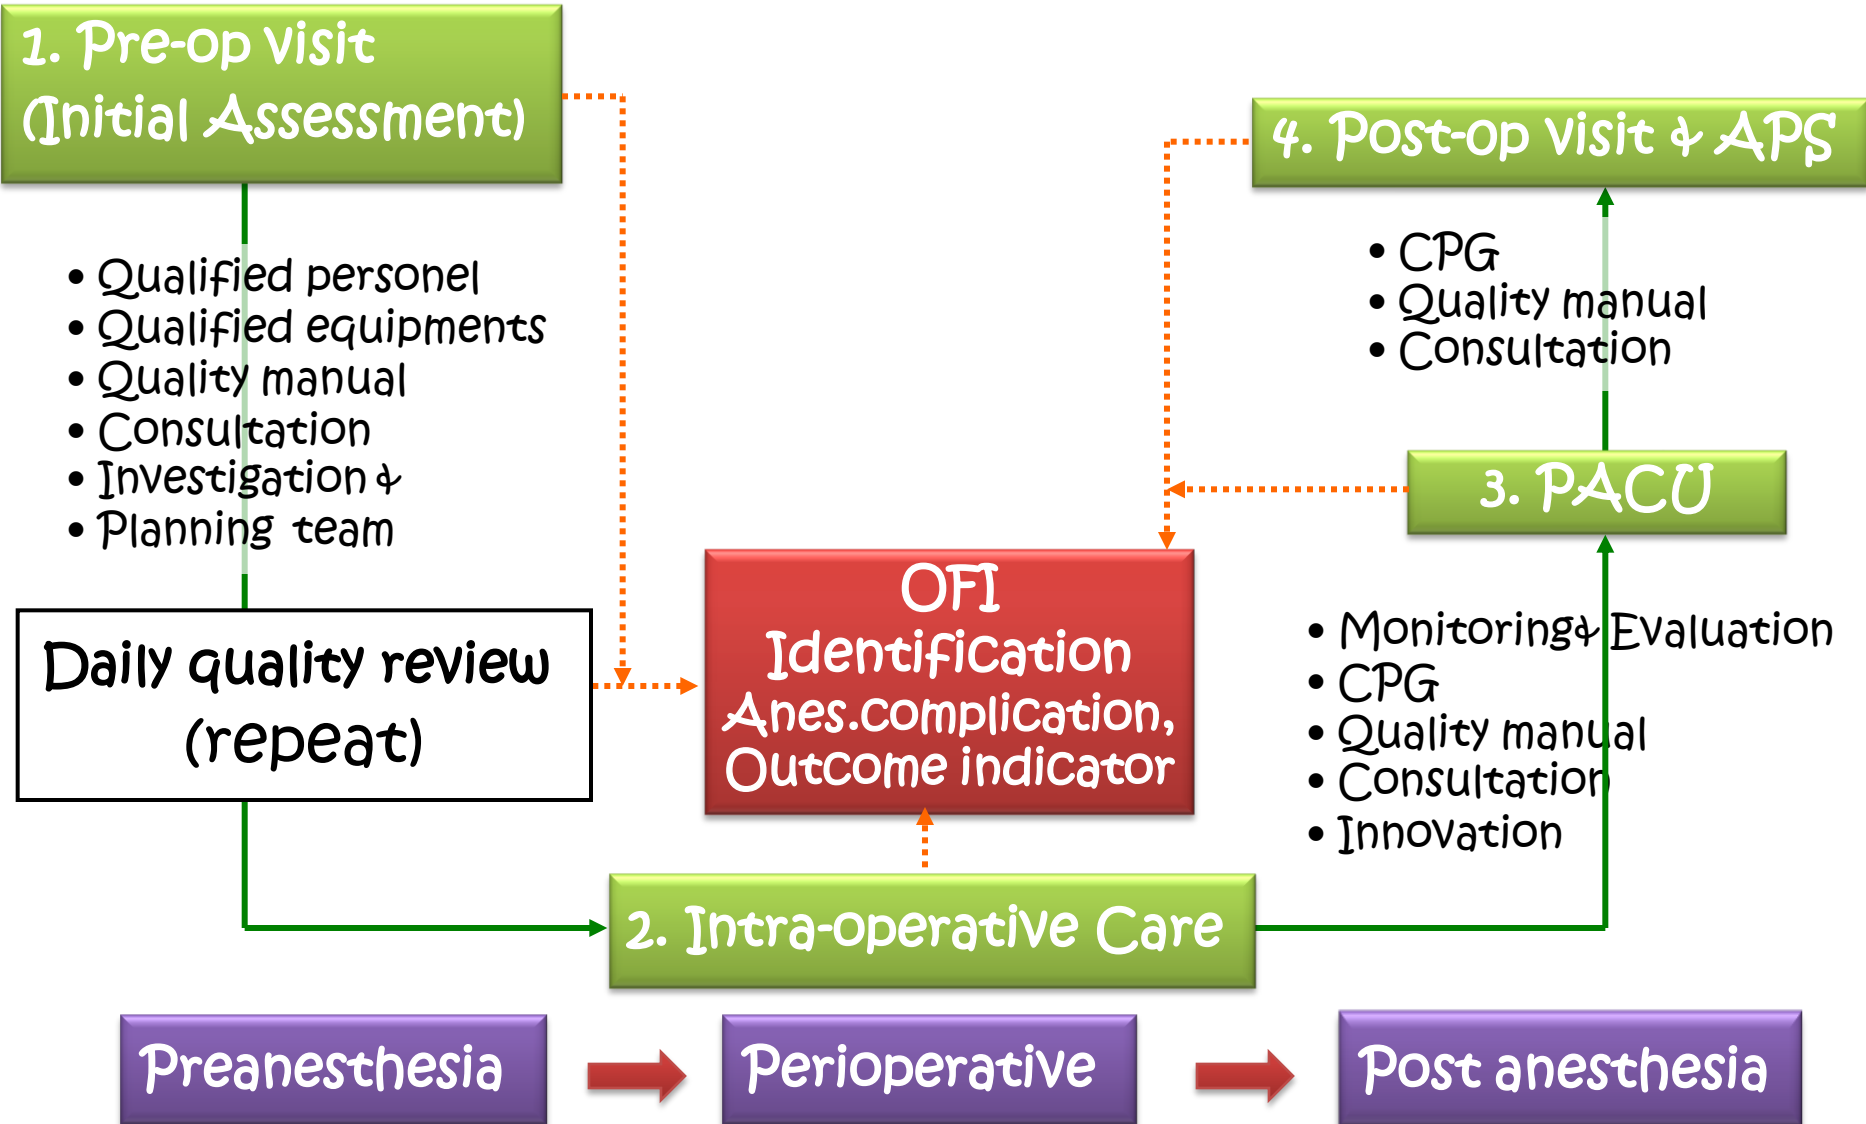 1. Pre-op visit
(Initial Assessment)
• Qualified personel
• Qualified equipments
• Quality manual
• Consultation
• Investigation &
• Planning team
Daily quality review
(repeat)
OFI
Identification
Anes.complication,
Outcome indicator
2. Intra-operative Care
4. Post-op visit & APS
• CPG
• Quality manual
• Consultation
3. PACU
• Monitoring& Evaluation
• CPG
• Quality manual
• Consultation
• Innovation
Preanesthesia
Perioperative
Post anesthesia